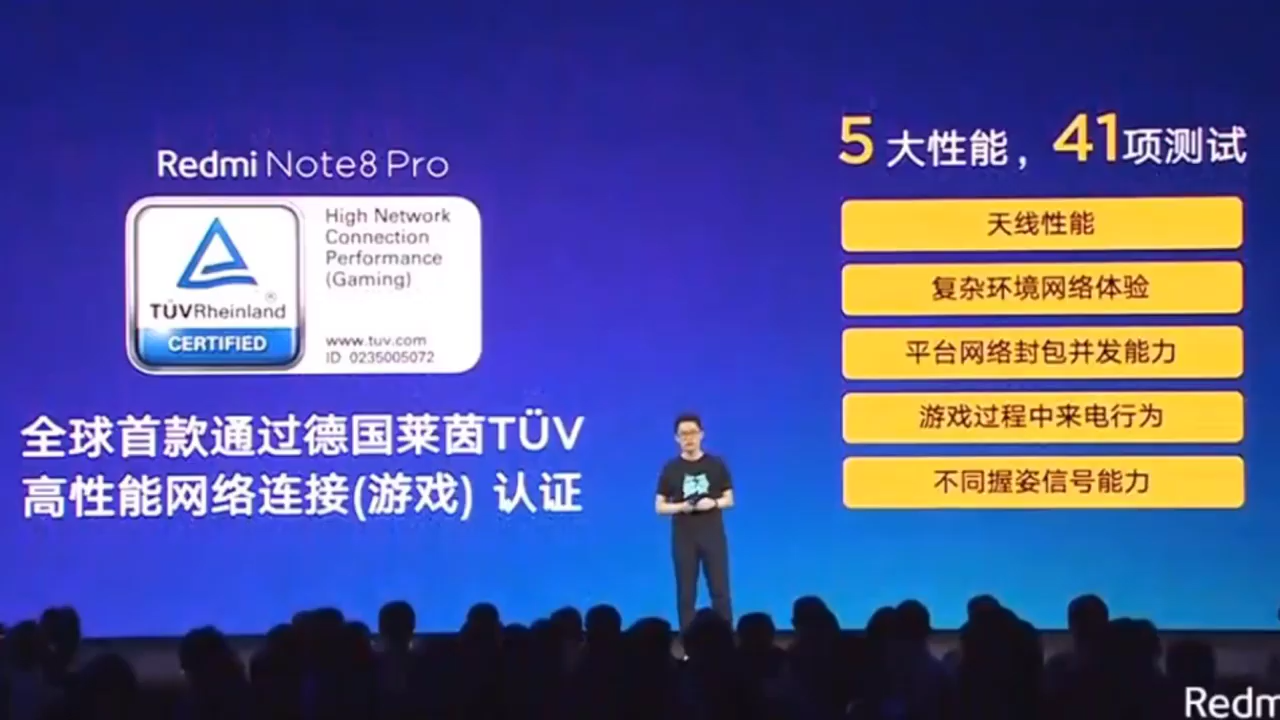 Redmi Note8 Pro
TÜVRheinland
®
CERTIFIED
High Network
Connection
Performance
(Gaming)
www.tuv.com
ID 0235005072
全球首款通过德国莱茵TÜV
高性能网络连接(游戏) 认证
5大性能，41项测试
天线性能
复杂环境网络体验
平台网络封包并发能力
游戏过程中来电行为
不同握姿信号能力
Redm